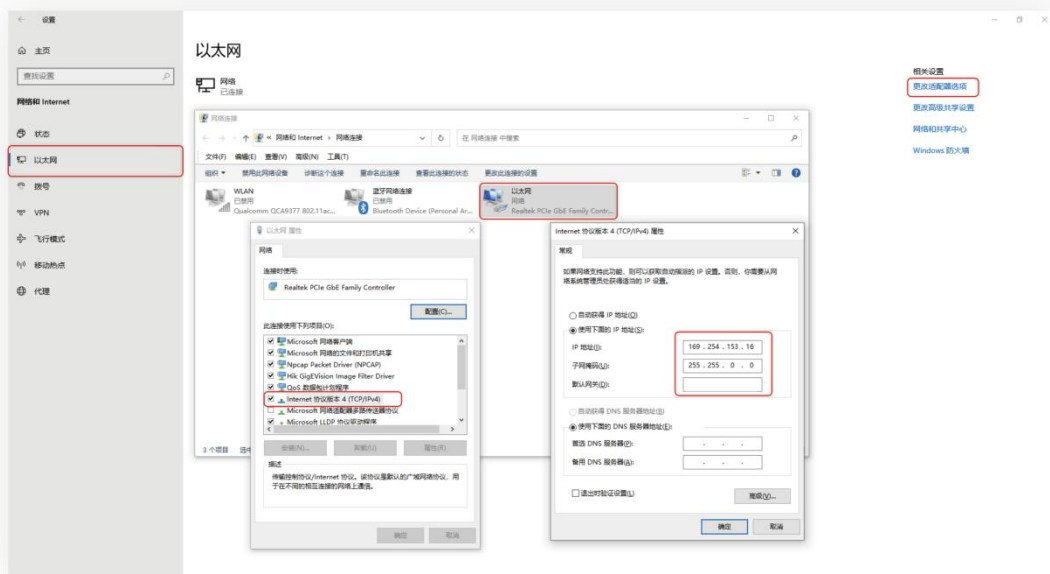 设置
主页
查找设置
网络和 Internet
状态
以太网
拨号
VPN
飞行模式
移动热点
代理
以太网
网络
已连接
相关设置
更改适配器选项
更改高级共享设置
网络和共享中心
Windows 防火墙
网络连接
« 网络和 Internet › 网络连接
在 网络连接 中搜索
文件(F) 编辑(E) 查看(V) 高级(N) 工具(T)
组织 禁用此网络设备 诊断这个连接 重命名此连接 查看此连接的状态 更改此连接的设置
WLAN
已禁用
Qualcomm QCA9377 802.11ac...
蓝牙网络连接
已禁用
Bluetooth Device (Personal Ar...
以太网
网络
Realtek PCIe GbE Family Contr...
3 个项目
以太网 属性
网络
连接时使用:
Realtek PCIe GbE Family Controller
配置(C)...
此连接使用下列项目(O):
Microsoft 网络客户端
Microsoft 网络的文件和打印机共享
Npcap Packet Driver (NPCAP)
Hik GigEVision Image Filter Driver
QoS 数据包计划程序
Internet 协议版本 4 (TCP/IPv4)
Microsoft 网络适配器多路传送器协议
Microsoft LLDP 协议驱动程序
安装(N)... 卸载(U) 属性(R)
描述
传输控制协议/Internet 协议。该协议是默认的广域网络协议，用
于在不同的相互连接的网络上通信。
确定 取消
Internet 协议版本 4 (TCP/IPv4) 属性
常规
如果网络支持此功能，则可以获取自动指派的 IP 设置。否则，你需要从网
络系统管理员处获得适当的 IP 设置。
自动获得 IP 地址(O)
使用下面的 IP 地址(S):
IP 地址(I): 169 . 254 . 153 . 16
子网掩码(U): 255 . 255 . 0 . 0
默认网关(D):
自动获得 DNS 服务器地址(B)
使用下面的 DNS 服务器地址(E):
首选 DNS 服务器(P):
备用 DNS 服务器(A):
退出时验证设置(L)
高级(V)...
确定 取消